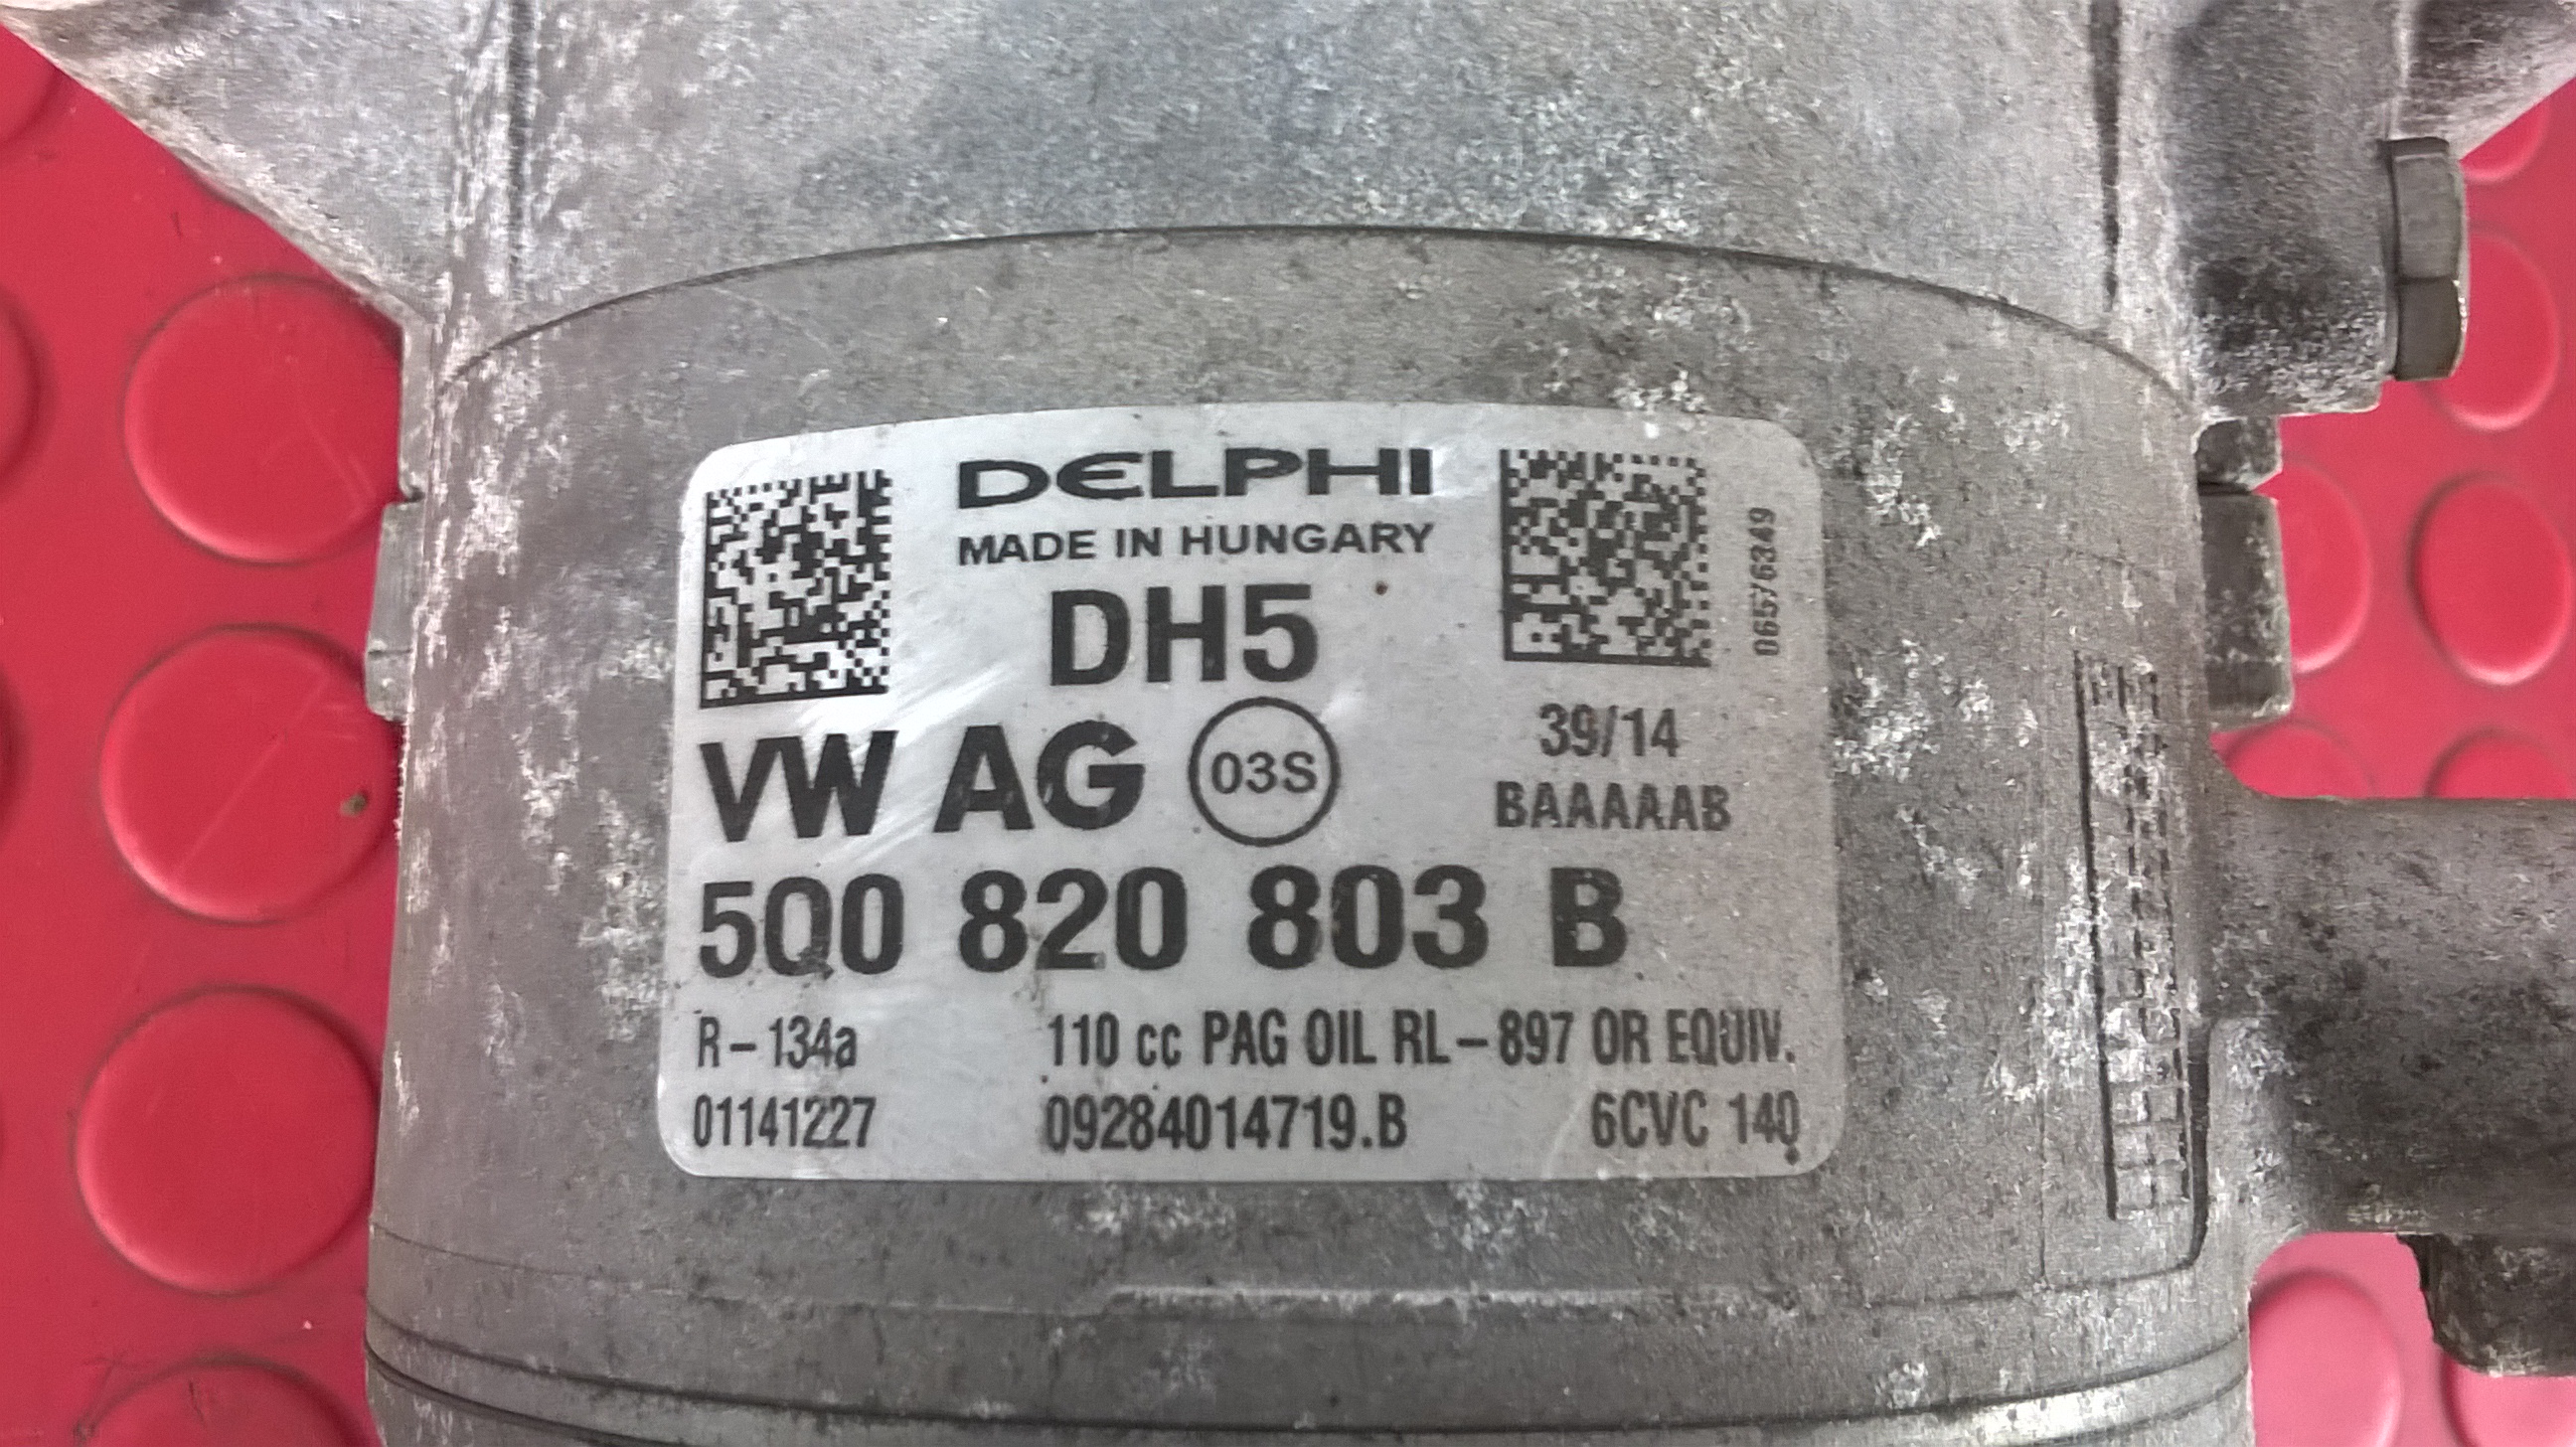 DELPHI
MADE IN HUNGARY
DH5
06576349
VW AG 03S
39/14
BAAAAAB
5Q0 820 803 B
R-134a 110 cc PAG OIL RL-897 OR EQUIV.
01141227 09284014719.B 6CVC 140